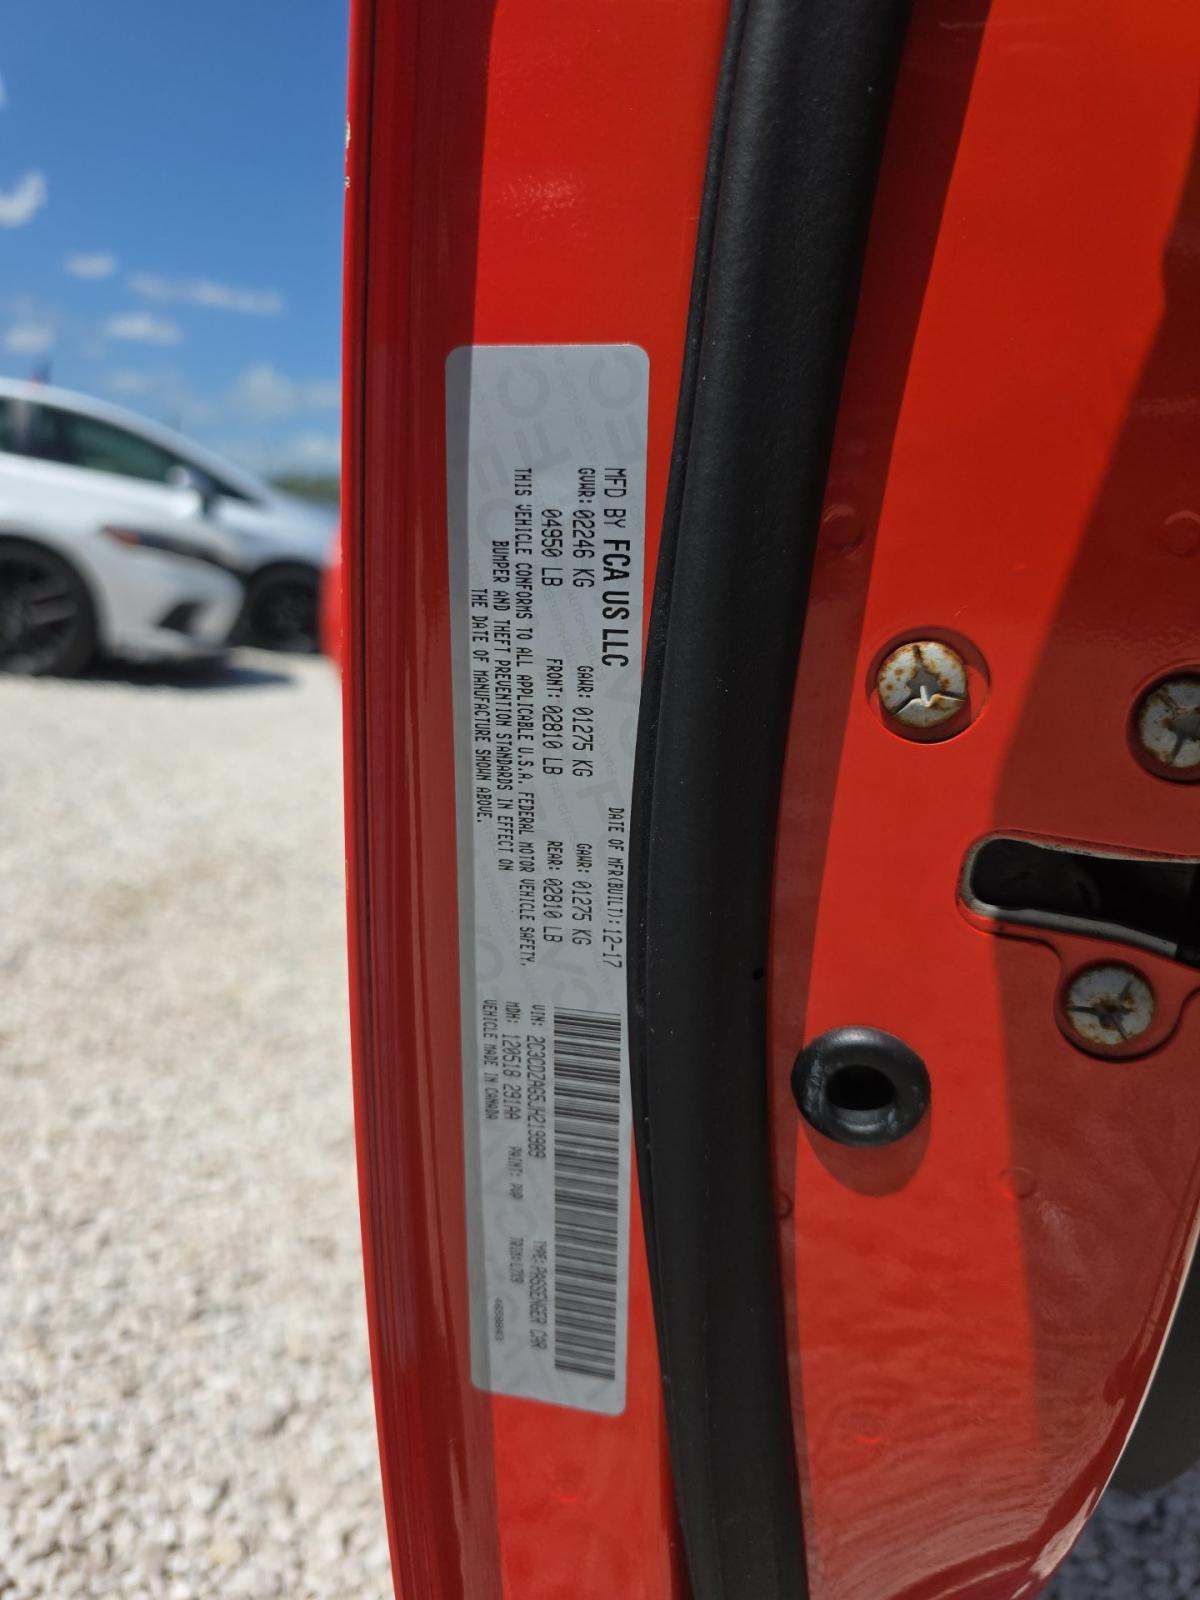 MFD BY FCA US LLC DATE OF MFR(BUILT): 12-17
GVWR: 02246 KG GAWR: 01275 KG GAWR: 01275 KG
04950 LB FRONT: 02810 LB REAR: 02810 LB
THIS VEHICLE CONFORMS TO ALL APPLICABLE U.S.A. FEDERAL MOTOR VEHICLE SAFETY,
BUMPER AND THEFT PREVENTION STANDARDS IN EFFECT ON
THE DATE OF MANUFACTURE SHOWN ABOVE.
VIN: 2C3CDZAG5JH219989 TYPE: PASSENGER CAR
MDH: 120518 291AA PAINT: TRIM:
VEHICLE MADE IN CANADA